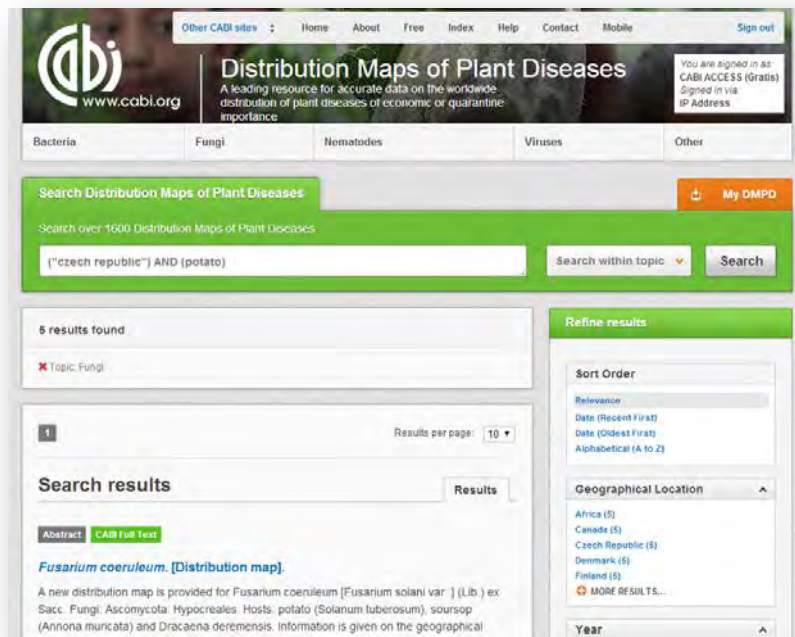 Other CABI sites
Home About Free Index Help Contact Mobile
Sign out
cabi
www.cabi.org
Distribution Maps of Plant Diseases
A leading resource for accurate data on the worldwide
distribution of plant diseases of economic or quarantine
importance
You are signed in as:
CABI ACCESS (Gratis)
Signed in via:
IP Address
Bacteria Fungi Nematodes Viruses Other
Search Distribution Maps of Plant Diseases
My DMPD
Search over 1600 Distribution Maps of Plant Diseases
("czech republic") AND (potato)
Search within topic
Search
5 results found
Topic: Fungi
1
Results per page: 10
Search results
Results
Abstract CABI Full Text
Fusarium coeruleum. [Distribution map].
A new distribution map is provided for Fusarium coeruleum [Fusarium solani var. ] (Lib.) ex
Sacc. Fungi: Ascomycota: Hypocreales. Hosts: potato (Solanum tuberosum), soursop
(Annona muricata) and Dracaena deremensis. Information is given on the geographical
Refine results
Sort Order
Relevance
Date (Recent First)
Date (Oldest First)
Alphabetical (A to Z)
Geographical Location
Africa (5)
Canada (5)
Czech Republic (5)
Denmark (5)
Finland (5)
MORE RESULTS...
Year